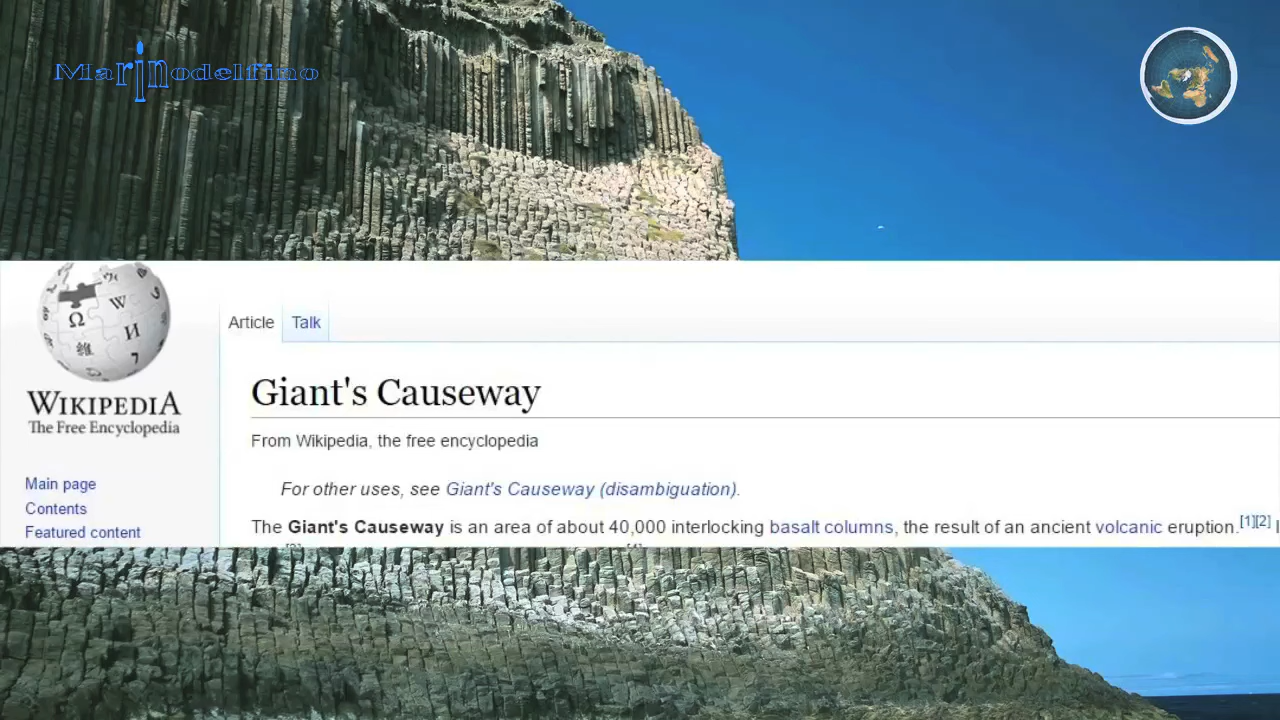 Marinodelfino
Article Talk
Giant's Causeway
WIKIPEDIA
The Free Encyclopedia
From Wikipedia, the free encyclopedia
Main page
For other uses, see Giant's Causeway (disambiguation).
Contents
The Giant's Causeway is an area of about 40,000 interlocking basalt columns, the result of an ancient volcanic eruption.[1][2]
Featured content